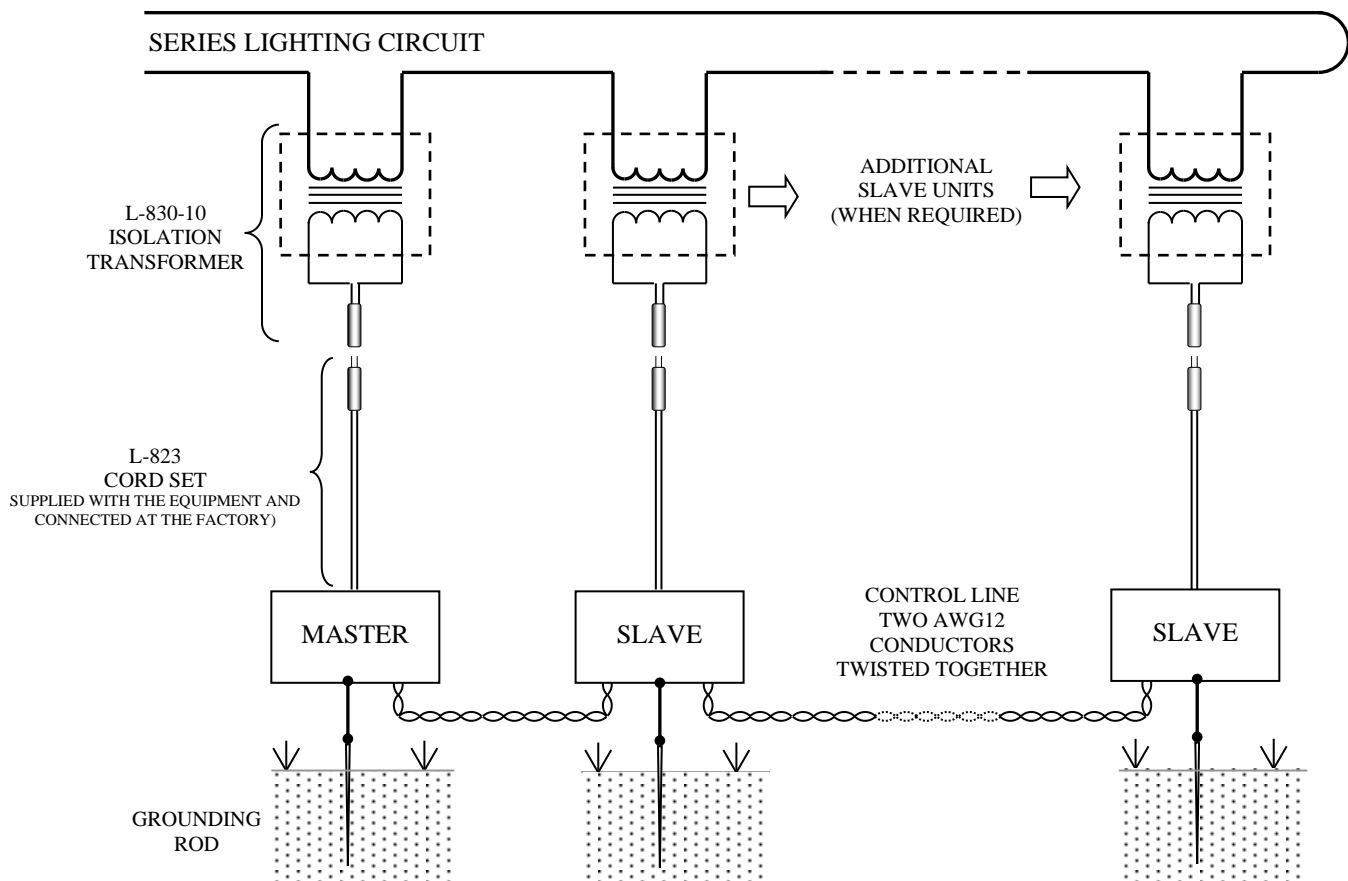 SERIES LIGHTING CIRCUIT
L-830-10
ISOLATION
TRANSFORMER
ADDITIONAL
SLAVE UNITS
(WHEN REQUIRED)
L-823
CORD SET
SUPPLIED WITH THE EQUIPMENT AND
CONNECTED AT THE FACTORY)
MASTER
SLAVE
CONTROL LINE
TWO AWG12
CONDUCTORS
TWISTED TOGETHER
SLAVE
GROUNDING
ROD